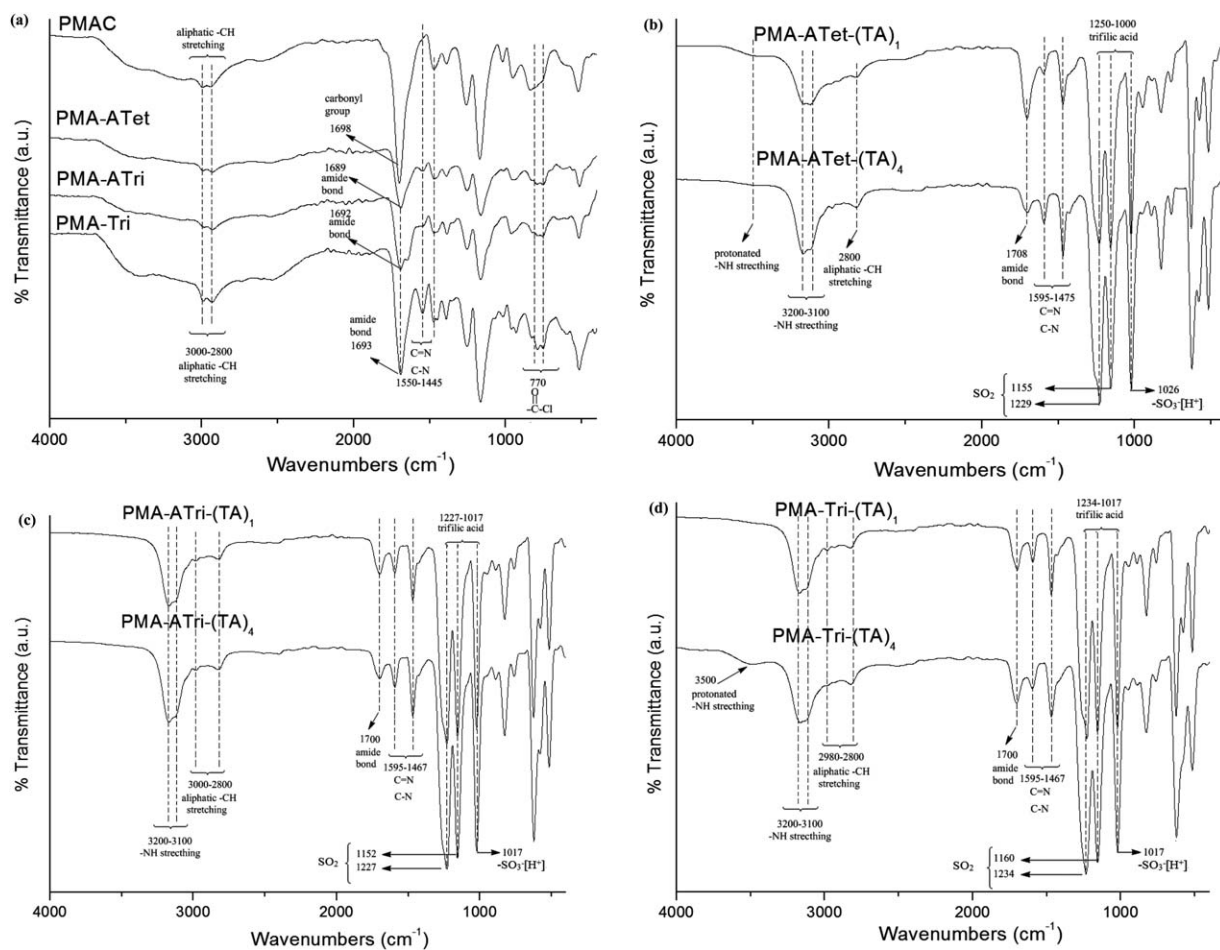 (a)
PMAC
aliphatic -CH
stretching
PMA-ATet
carbonyl
group
1698
PMA-ATri
1689
amide
bond
1692
amide
bond
PMA-Tri
amide
bond
1693
3000-2800
aliphatic -CH
stretching
C=N
C-N
1550-1445
770
O
-C-Cl
% Transmittance (a.u.)
4000
3000
2000
1000
Wavenumbers (cm⁻¹)
(b)
PMA-ATet-(TA)₁
1250-1000
trifilic acid
PMA-ATet-(TA)₄
protonated
-NH strecthing
2800
aliphatic -CH
stretching
3200-3100
-NH strecthing
1708
amide
bond
1595-1475
C=N
C-N
SO₂
1155
1229
1026
-SO₃⁻[H⁺]
% Transmittance (a.u.)
4000
3000
2000
1000
Wavenumbers (cm⁻¹)
(c)
PMA-ATri-(TA)₁
1227-1017
trifilic acid
PMA-ATri-(TA)₄
3000-2800
aliphatic -CH
stretching
3200-3100
-NH strecthing
1700
amide
bond
1595-1467
C=N
C-N
SO₂
1152
1227
1017
-SO₃⁻[H⁺]
% Transmittance (a.u.)
4000
3000
2000
1000
Wavenumbers (cm⁻¹)
(d)
PMA-Tri-(TA)₁
1234-1017
trifilic acid
PMA-Tri-(TA)₄
3500
protonated
-NH strecthing
2980-2800
aliphatic -CH
stretching
3200-3100
-NH strecthing
1700
amide
bond
1595-1467
C=N
C-N
SO₂
1160
1234
1017
-SO₃⁻[H⁺]
% Transmittance (a.u.)
4000
3000
2000
1000
Wavenumbers (cm⁻¹)